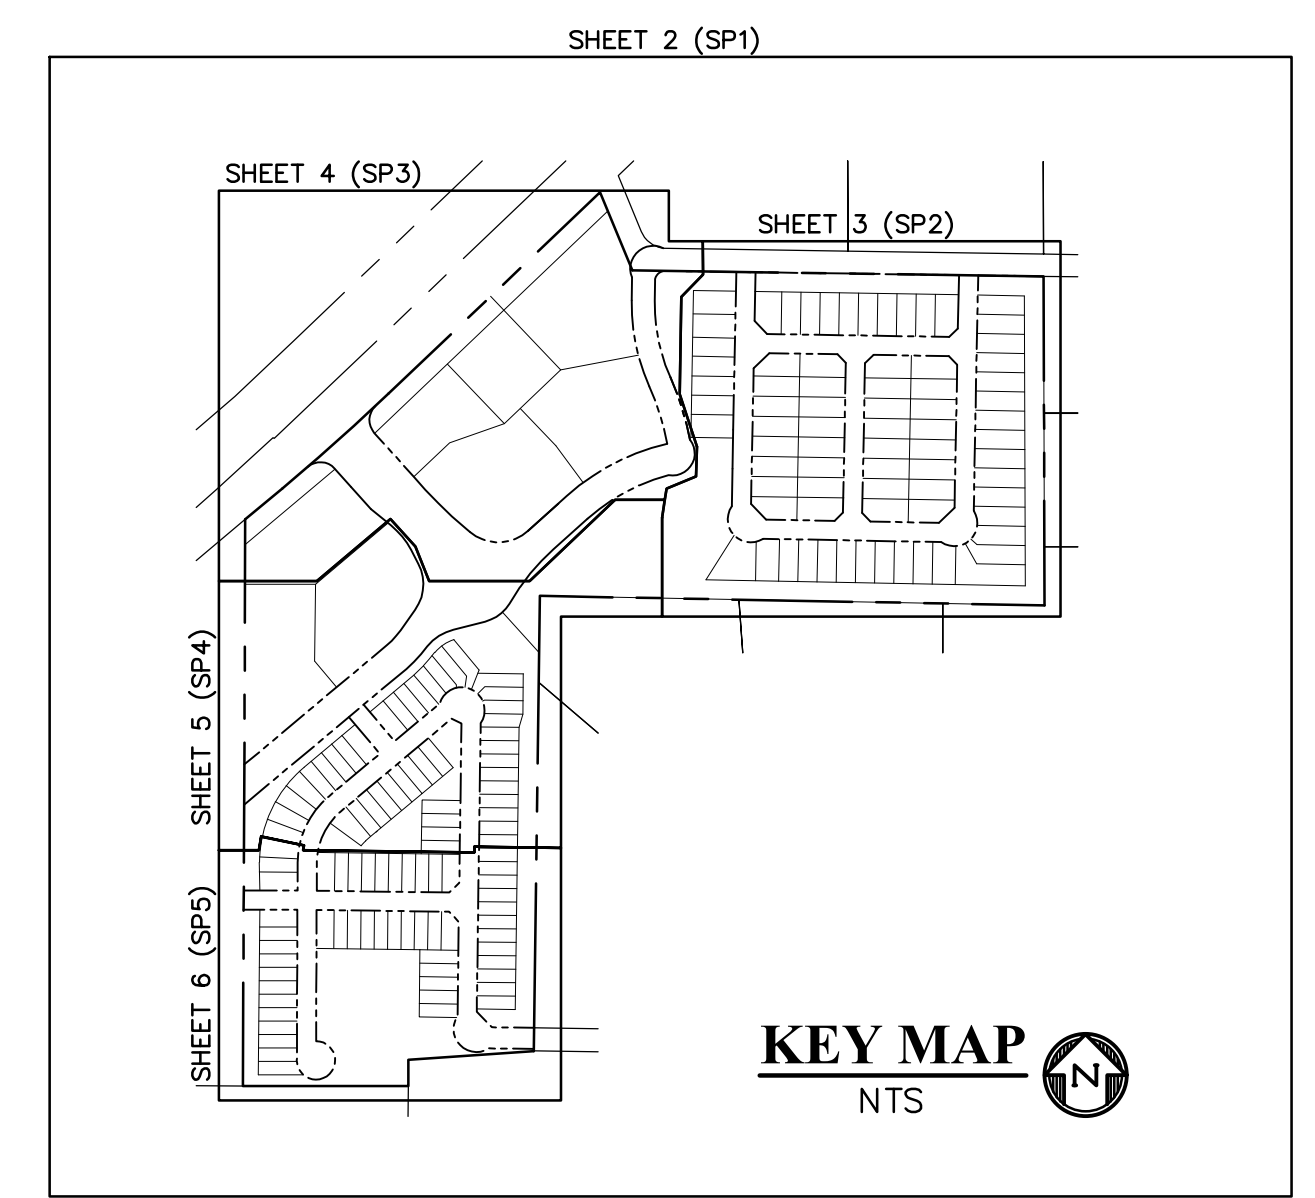 SHEET 2 (SP1)
SHEET 4 (SP3)
SHEET 3 (SP2)
SHEET 5 (SP4)
SHEET 6 (SP5)
KEY MAP
NTS
N